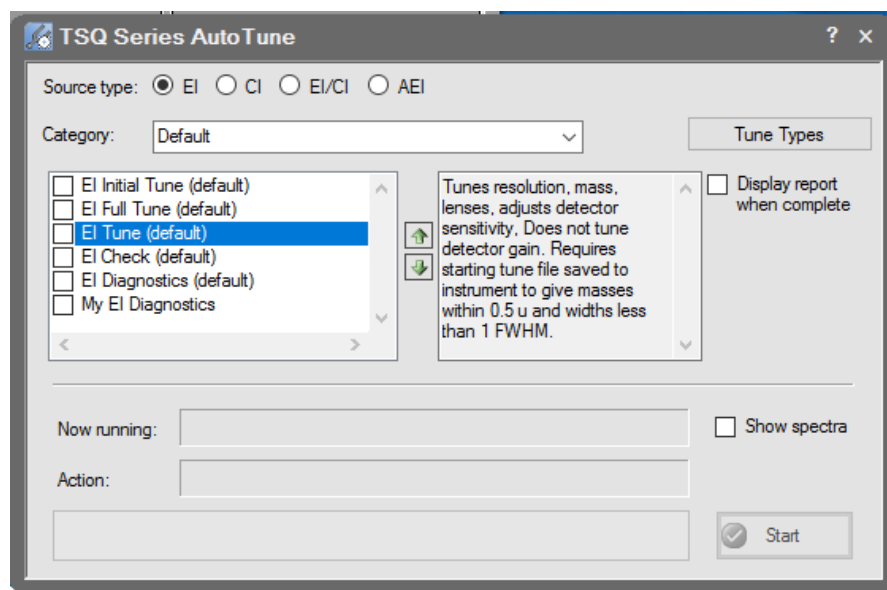 TSQ Series AutoTune ? ×
Source type: EI CI EI/CI AEI
Category: Default Tune Types
EI Initial Tune (default)
EI Full Tune (default)
EI Tune (default)
EI Check (default)
EI Diagnostics (default)
My EI Diagnostics
Tunes resolution, mass,
lenses, adjusts detector
sensitivity, Does not tune
detector gain. Requires
starting tune file saved to
instrument to give masses
within 0.5 u and widths less
than 1 FWHM.
Display report
when complete
Now running:
Show spectra
Action:
Start